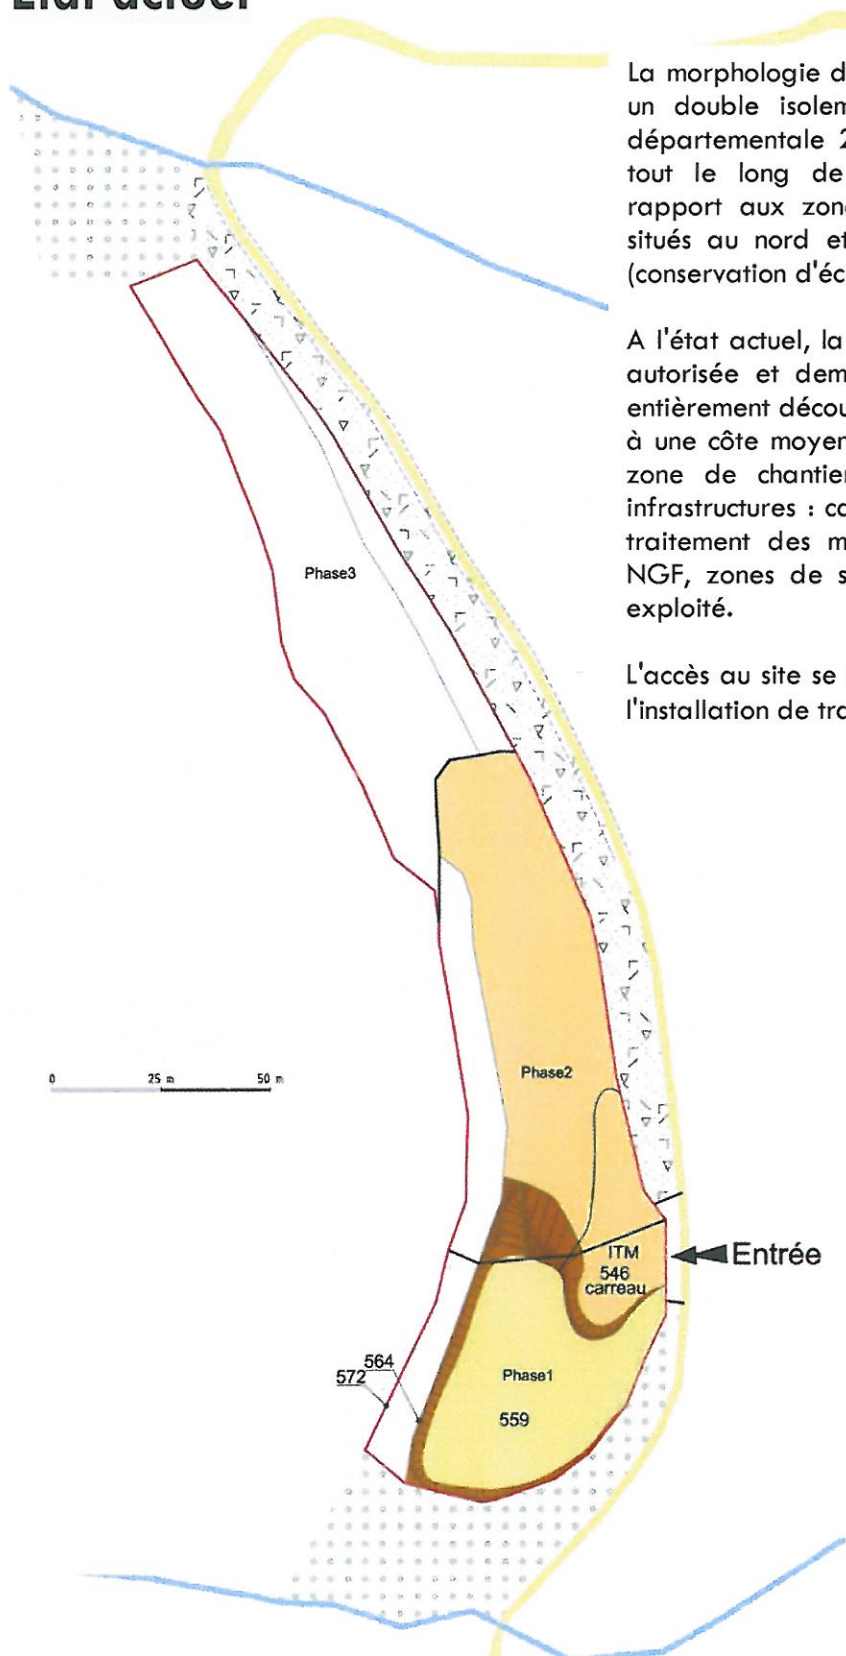 Etat actuel
La morphologie d
un double isolem
départementale 2
tout le long de
rapport aux zon
situés au nord et
(conservation d'éc
A l'état actuel, la
autorisée et dem
entièrement décou
à une côte moyen
zone de chantier
infrastructures : ca
traitement des m
NGF, zones de s
exploité.
L'accès au site se
l'installation de tra
Phase3
0 25 m 50 m
Phase2
ITM
546
carreau
Entrée
564
572
Phase1
559